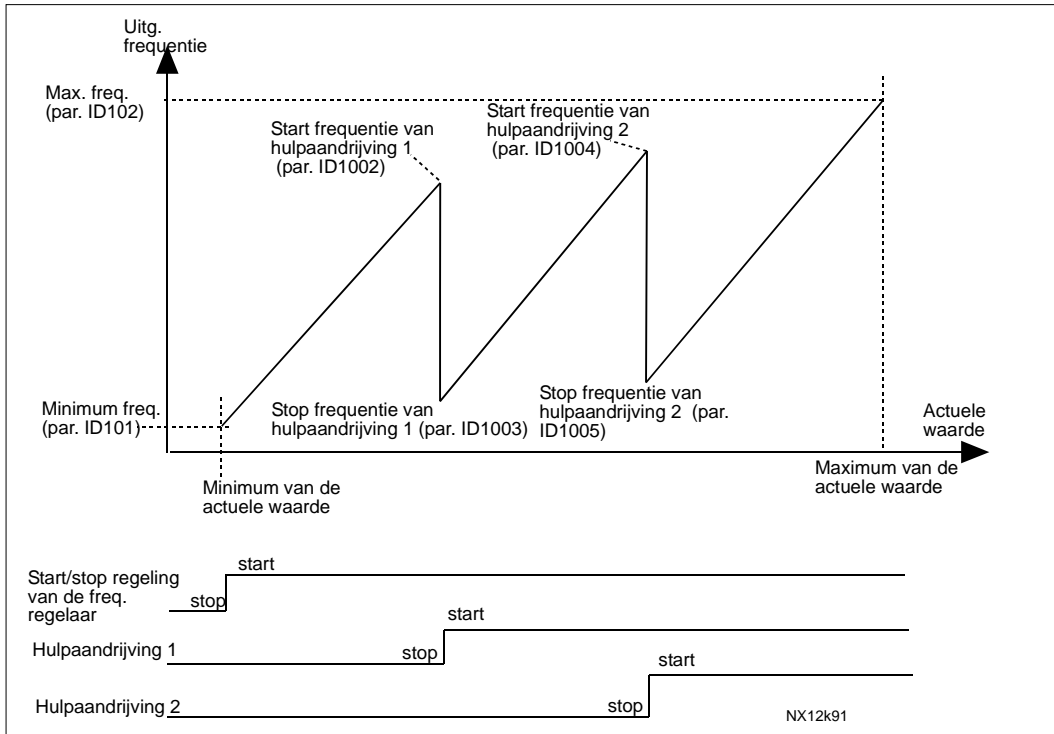 Uitg.
frequentie
Max. freq.
(par. ID102)
Start frequentie van
hulpaandrijving 1
(par. ID1002)
Start frequentie van
hulpaandrijving 2
(par. ID1004)
Minimum freq.
(par. ID101)
Stop frequentie van
hulpaandrijving 1 (par. ID1003)
Stop frequentie van
hulpaandrijving 2 (par.
ID1005)
Actuele
waarde
Minimum van de
actuele waarde
Maximum van de
actuele waarde
start
Start/stop regeling
van de freq.
regelaar
stop
start
Hulpaandrijving 1
stop
start
Hulpaandrijving 2
stop
NX12k91